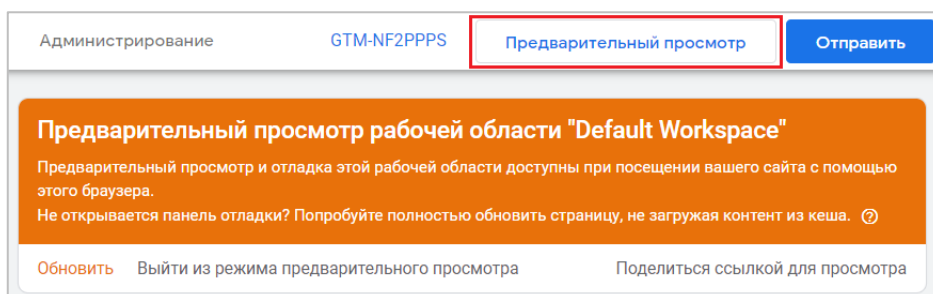 Администрирование GTM-NF2PPPS Предварительный просмотр Отправить
Предварительный просмотр рабочей области "Default Workspace"
Предварительный просмотр и отладка этой рабочей области доступны при посещении вашего сайта с помощью
этого браузера.
Не открывается панель отладки? Попробуйте полностью обновить страницу, не загружая контент из кеша. ?
Обновить Выйти из режима предварительного просмотра Поделиться ссылкой для просмотра